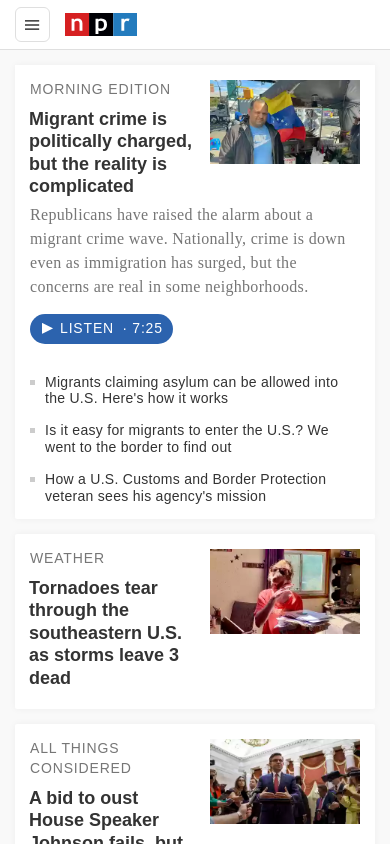 npr
MORNING EDITION
Migrant crime is
politically charged,
but the reality is
complicated
Republicans have raised the alarm about a
migrant crime wave. Nationally, crime is down
even as immigration has surged, but the
concerns are real in some neighborhoods.
LISTEN · 7:25
Migrants claiming asylum can be allowed into
the U.S. Here's how it works
Is it easy for migrants to enter the U.S.? We
went to the border to find out
How a U.S. Customs and Border Protection
veteran sees his agency's mission
WEATHER
Tornadoes tear
through the
southeastern U.S.
as storms leave 3
dead
ALL THINGS
CONSIDERED
A bid to oust
House Speaker
Johnson fails, but